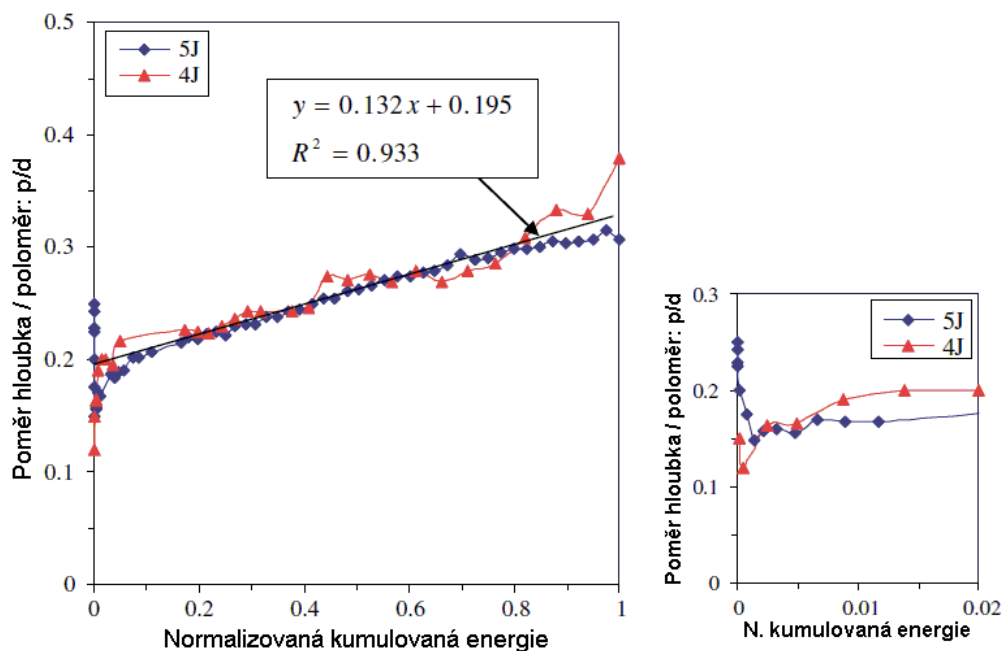 0.5
0.4
0.3
0.2
0.1
0
Poměr hloubka / poloměr: p/d
5J
4J
y = 0.132x + 0.195
R² = 0.933
0 0.2 0.4 0.6 0.8 1
Normalizovaná kumulovaná energie
0.3
0.2
0.1
0
Poměr hloubka / poloměr: p/d
5J
4J
0 0.01 0.02
N. kumulovaná energie